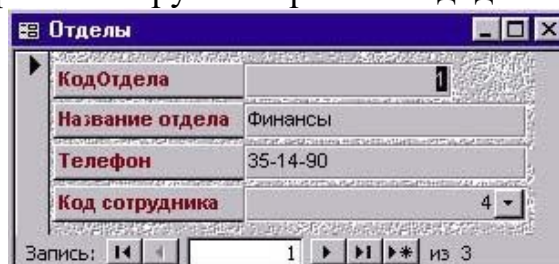 Отделы
КодОтдела 1
Название отдела Финансы
Телефон 35-14-90
Код сотрудника 4
Запись: 1 из 3